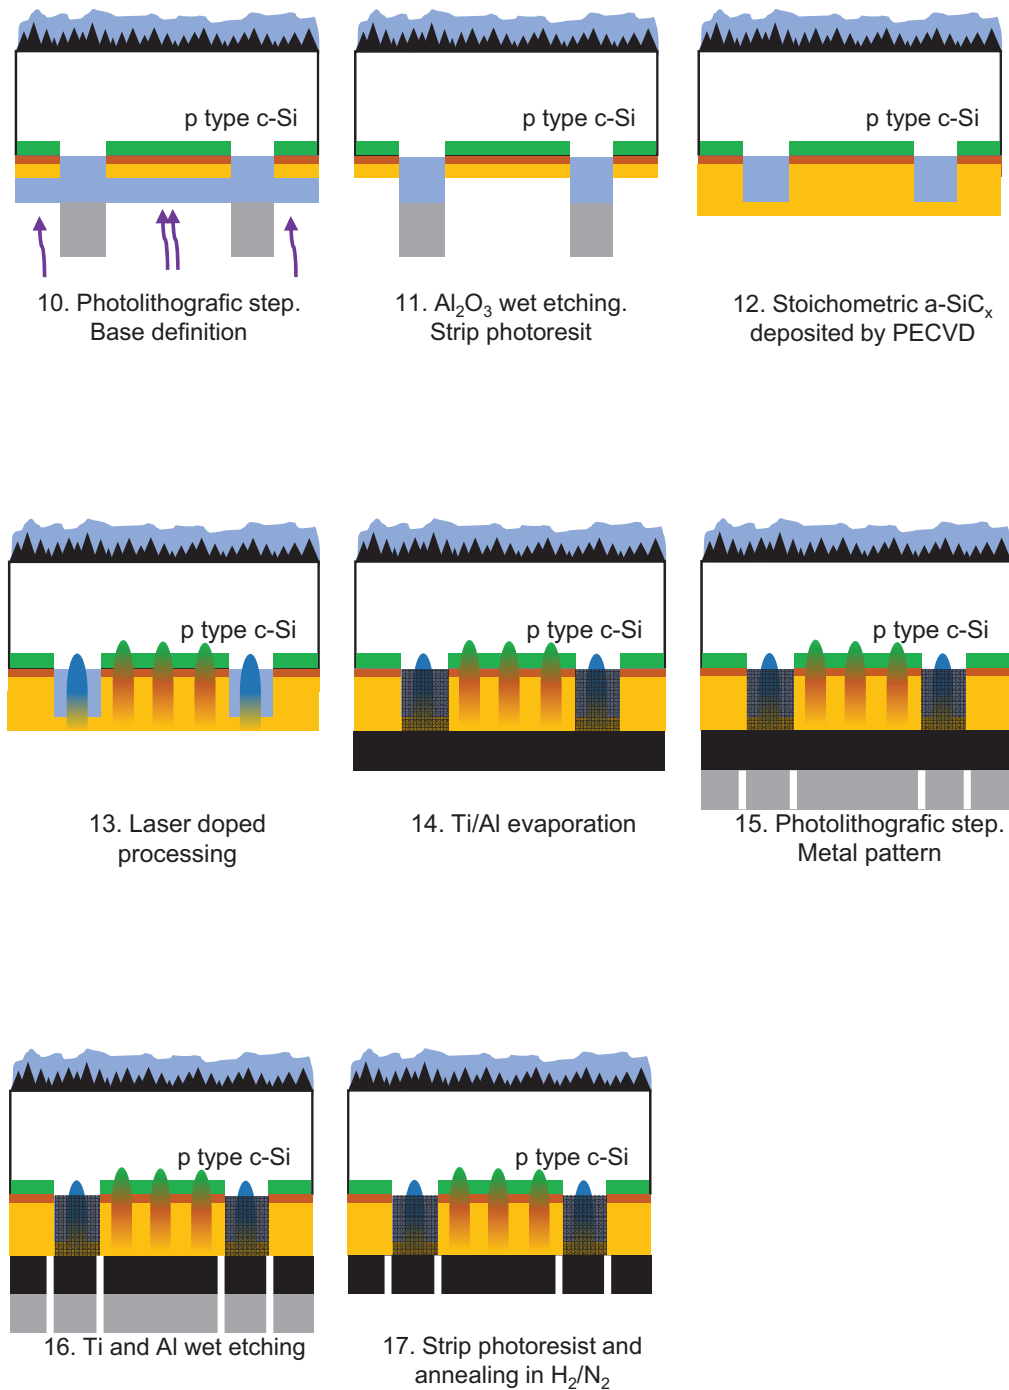 p type c-Si
p type c-Si
p type c-Si
10. Photolithografic step.
Base definition
11. Al₂O₃ wet etching.
Strip photoresit
12. Stoichometric a-SiCₓ
deposited by PECVD
p type c-Si
p type c-Si
p type c-Si
13. Laser doped
processing
14. Ti/Al evaporation
15. Photolithografic step.
Metal pattern
p type c-Si
p type c-Si
16. Ti and Al wet etching
17. Strip photoresist and
annealing in H₂/N₂